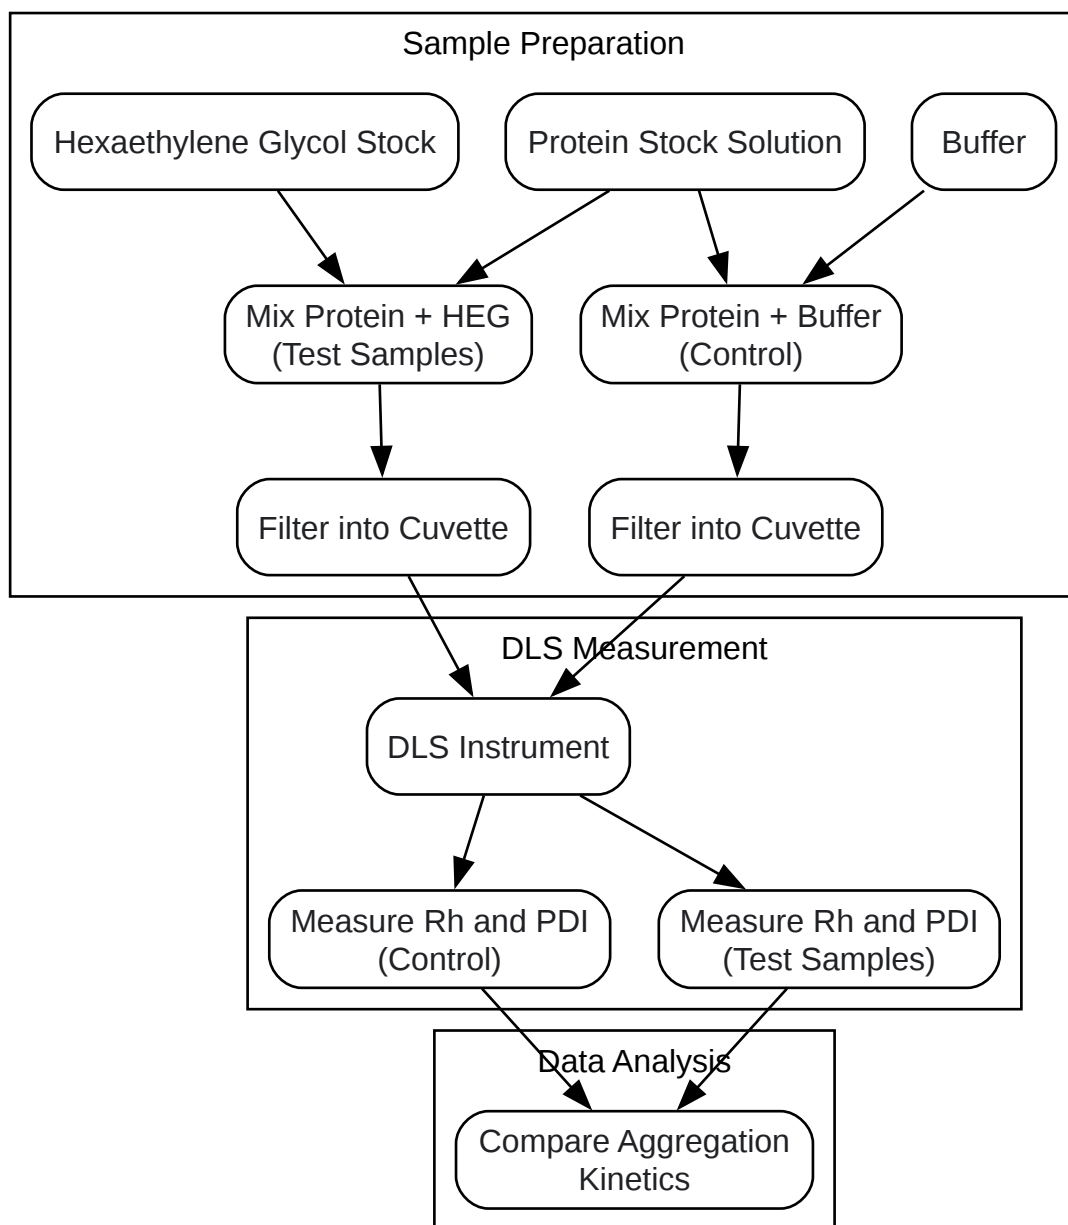 Sample Preparation
Hexaethylene Glycol Stock
Protein Stock Solution
Buffer
Mix Protein + HEG
(Test Samples)
Mix Protein + Buffer
(Control)
Filter into Cuvette
Filter into Cuvette
DLS Measurement
DLS Instrument
Measure Rh and PDI
(Control)
Measure Rh and PDI
(Test Samples)
Data Analysis
Compare Aggregation
Kinetics